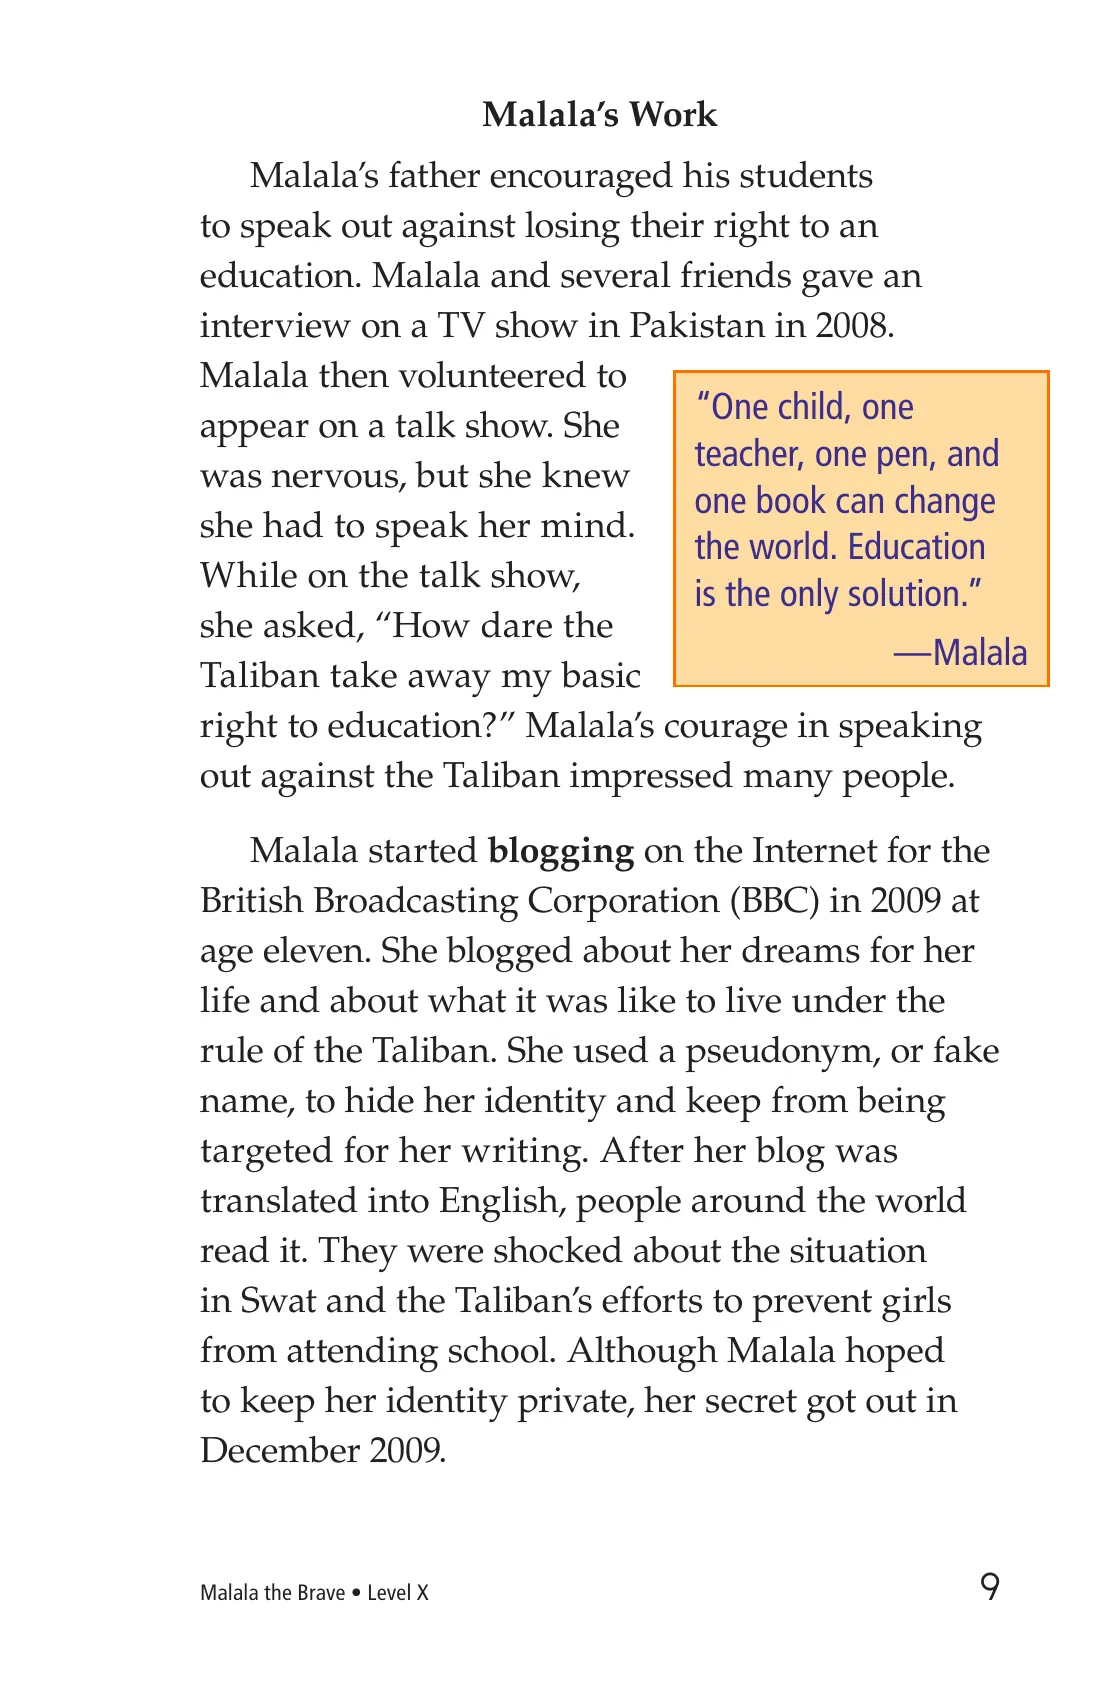 Malala’s Work
Malala’s father encouraged his students
to speak out against losing their right to an
education. Malala and several friends gave an
interview on a TV show in Pakistan in 2008.
Malala then volunteered to
appear on a talk show. She
was nervous, but she knew
she had to speak her mind.
While on the talk show,
she asked, “How dare the
Taliban take away my basic
right to education?” Malala’s courage in speaking
out against the Taliban impressed many people.
“One child, one
teacher, one pen, and
one book can change
the world. Education
is the only solution.”
—Malala
Malala started blogging on the Internet for the
British Broadcasting Corporation (BBC) in 2009 at
age eleven. She blogged about her dreams for her
life and about what it was like to live under the
rule of the Taliban. She used a pseudonym, or fake
name, to hide her identity and keep from being
targeted for her writing. After her blog was
translated into English, people around the world
read it. They were shocked about the situation
in Swat and the Taliban’s efforts to prevent girls
from attending school. Although Malala hoped
to keep her identity private, her secret got out in
December 2009.
Malala the Brave • Level X
9